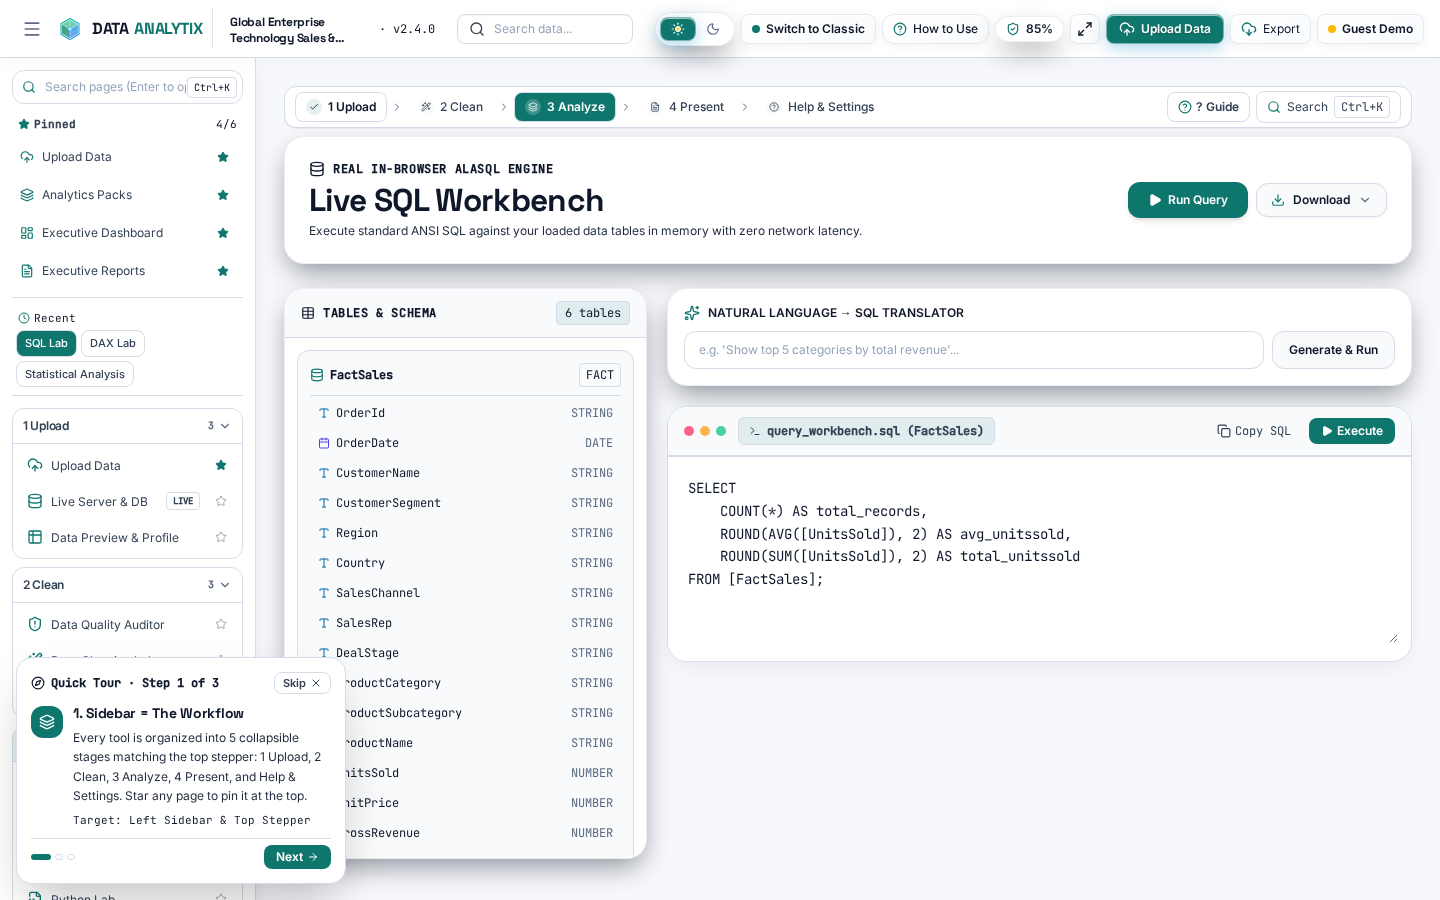 DATA ANALYTIX
Global Enterprise
Technology Sales &...
· v2.4.0
Search data...
Switch to Classic
How to Use
85%
Upload Data
Export
Guest Demo
Search pages (Enter to op
Ctrl+K
Pinned
4/6
Upload Data
Analytics Packs
Executive Dashboard
Executive Reports
Recent
SQL Lab
DAX Lab
Statistical Analysis
1 Upload
3
Upload Data
Live Server & DB
LIVE
Data Preview & Profile
2 Clean
3
Data Quality Auditor
Quick Tour · Step 1 of 3
Skip
1. Sidebar = The Workflow
Every tool is organized into 5 collapsible
stages matching the top stepper: 1 Upload, 2
Clean, 3 Analyze, 4 Present, and Help &
Settings. Star any page to pin it at the top.
Target: Left Sidebar & Top Stepper
Next
Python Lab
1 Upload
2 Clean
3 Analyze
4 Present
Help & Settings
? Guide
Search
Ctrl+K
REAL IN-BROWSER ALASQL ENGINE
Live SQL Workbench
Execute standard ANSI SQL against your loaded data tables in memory with zero network latency.
Run Query
Download
TABLES & SCHEMA
6 tables
FactSales
FACT
OrderId
STRING
OrderDate
DATE
CustomerName
STRING
CustomerSegment
STRING
Region
STRING
Country
STRING
SalesChannel
STRING
SalesRep
STRING
DealStage
STRING
roductCategory
STRING
roductSubcategory
STRING
roductName
STRING
nitsSold
NUMBER
nitPrice
NUMBER
rossRevenue
NUMBER
NATURAL LANGUAGE → SQL TRANSLATOR
e.g. 'Show top 5 categories by total revenue'...
Generate & Run
>_ query_workbench.sql (FactSales)
Copy SQL
Execute
SELECT
COUNT(*) AS total_records,
ROUND(AVG([UnitsSold]), 2) AS avg_unitssold,
ROUND(SUM([UnitsSold]), 2) AS total_unitssold
FROM [FactSales];